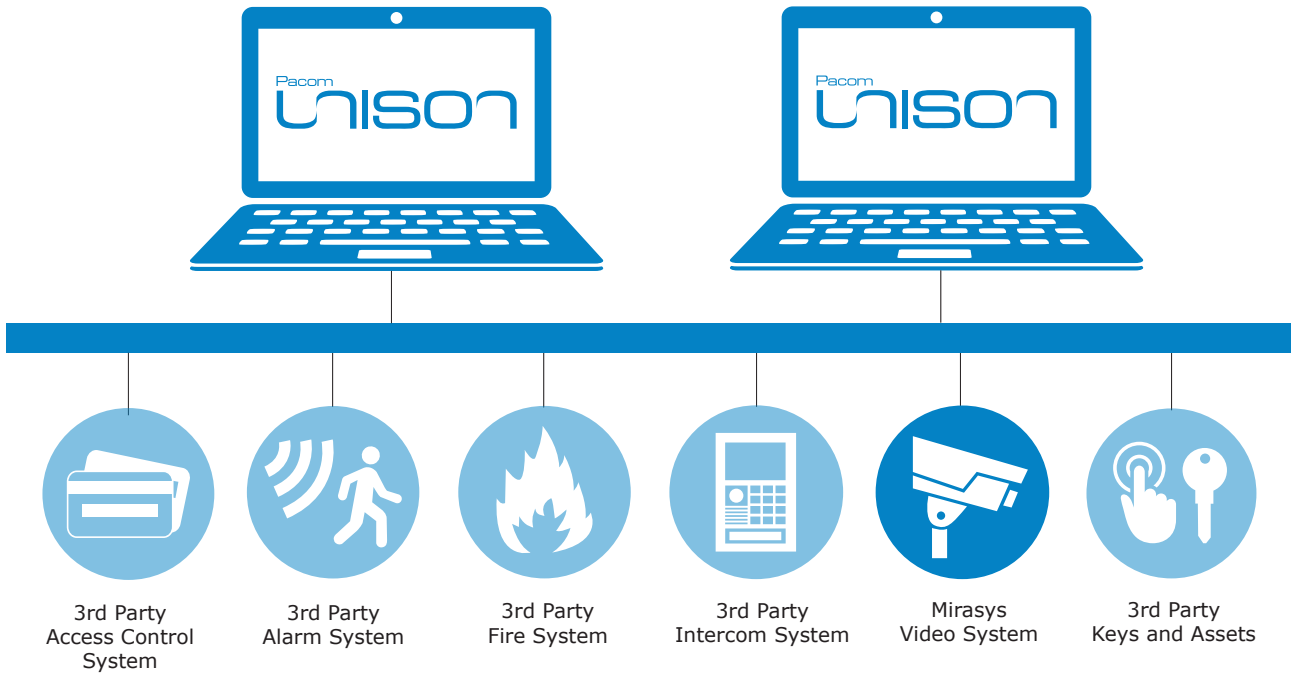 Pacom
UNISON
Pacom
UNISON
3rd Party
Access Control
System
3rd Party
Alarm System
3rd Party
Fire System
3rd Party
Intercom System
Mirasys
Video System
3rd Party
Keys and Assets